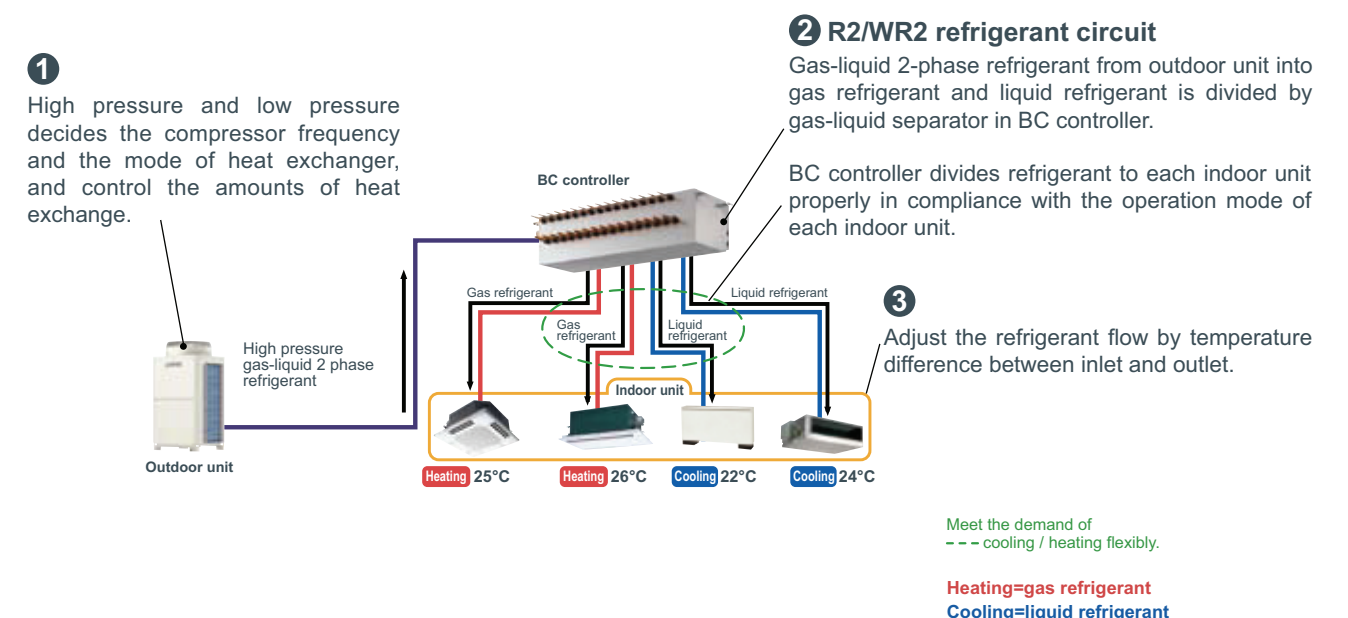 1
High pressure and low pressure
decides the compressor frequency
and the mode of heat exchanger,
and control the amounts of heat
exchange.
2 R2/WR2 refrigerant circuit
Gas-liquid 2-phase refrigerant from outdoor unit into
gas refrigerant and liquid refrigerant is divided by
gas-liquid separator in BC controller.
BC controller divides refrigerant to each indoor unit
properly in compliance with the operation mode of
each indoor unit.
BC controller
Gas refrigerant
Gas
refrigerant
Liquid
refrigerant
Liquid refrigerant
3
Adjust the refrigerant flow by temperature
difference between inlet and outlet.
High pressure
gas-liquid 2 phase
refrigerant
Indoor unit
Outdoor unit
Heating 25°C
Heating 26°C
Cooling 22°C
Cooling 24°C
Meet the demand of
cooling / heating flexibly.
Heating=gas refrigerant
Cooling=liquid refrigerant